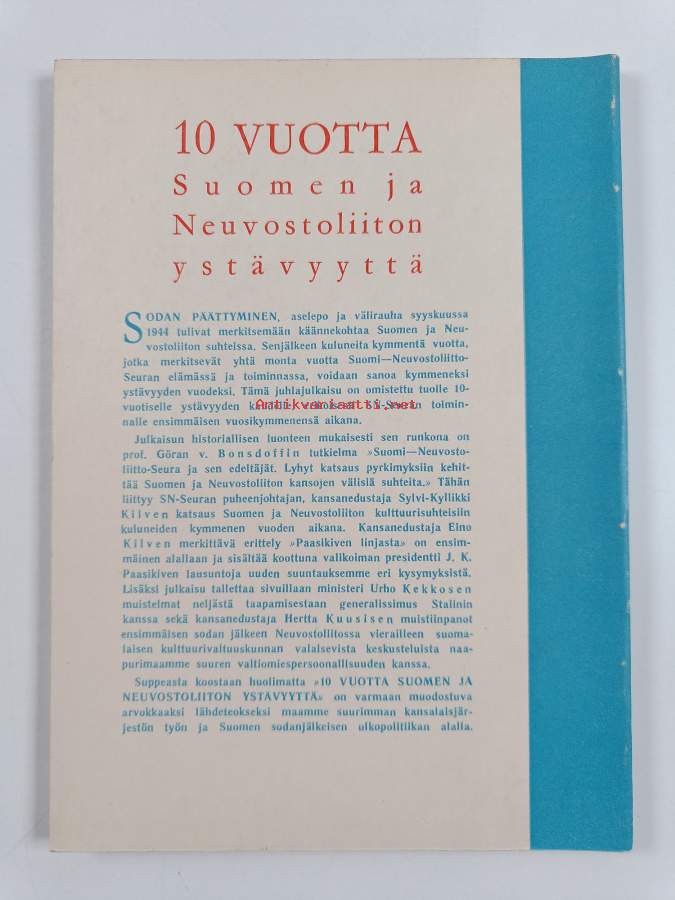 10 VUOTTA
Suomen ja
Neuvostoliiton
ystävyyttä
SODAN PÄÄTTYMINEN, aselepo ja välirauha syyskuussa
1944 tulivat merkitsemään käännekohtaa Suomen ja Neu-
vostoliiton suhteissa. Senjälkeen kuluneita kymmentä vuotta,
jotka merkitsevät yhtä monta vuotta Suomi—Neuvostoliitto-
Seuran elämässä ja toiminnassa, voidaan sanoa kymmeneksi
ystävyyden vuodeksi. Tämä juhlajulkaisu on omistettu tuolle 10-
vuotiselle ystävyyden SN-Seuran toimin-
Antikvariaatti.net
nalle ensimmäisen vuosikymmenensä aikana.
Julkaisun historiallisen luonteen mukaisesti sen runkona on
prof. Göran v. Bonsdoffin tutkielma »Suomi—Neuvosto-
liitto-Seura ja sen edeltäjät. Lyhyt katsaus pyrkimyksiin kehit-
tää Suomen ja Neuvostoliiton kansojen välisiä suhteita.» Tähän
liittyy SN-Seuran puheenjohtajan, kansanedustaja Sylvi-Kyllikki
Kilven katsaus Suomen ja Neuvostoliiton kulttuurisuhteisiin
kuluneiden kymmenen vuoden aikana. Kansanedustaja Eino
Kilven merkittävä erittely »Paasikiven linjasta» on ensim-
mäinen alallaan ja sisältää koottuna valikoiman presidentti J. K.
Paasikiven lausuntoja uuden suuntauksemme eri kysymyksistä.
Lisäksi julkaisu tallettaa sivuillaan ministeri Urho Kekkosen
muistelmat neljästä taapamisestaan generalissimus Stalinin
kanssa sekä kansanedustaja Hertta Kuusisen muistiinpanot
ensimmäisen sodan jälkeen Neuvostoliitossa vierailleen suoma-
laisen kulttuurivaltuuskunnan valaisevista keskusteluista naa-
purimaamme suuren valtiomiespersoonallisuuden kanssa.
Suppeasta koostaan huolimatta »10 VUOTTA SUOMEN JA
NEUVOSTOLIITON YSTÄVYYTTÄ» on varmaan muodostuva
arvokkaaksi lähdeteokseksi maamme suurimman kansalaisjär-
jestön työn ja Suomen sodanjälkeisen ulkopolitiikan alalla.